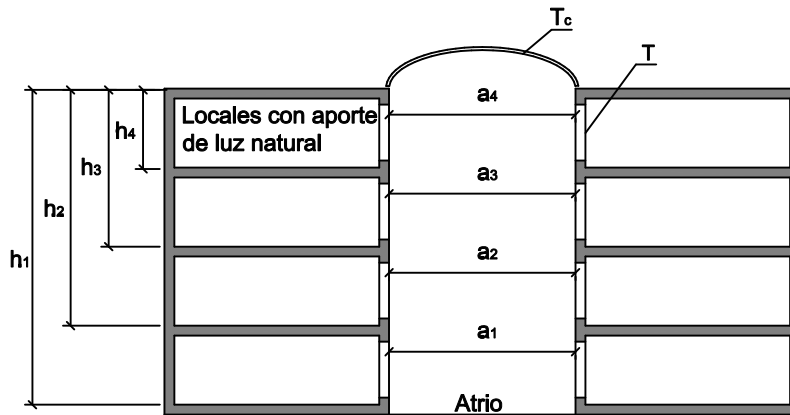 Tc
T
a4
Locales con aporte
de luz natural
h4
a3
h3
h2
a2
h1
a1
Atrio